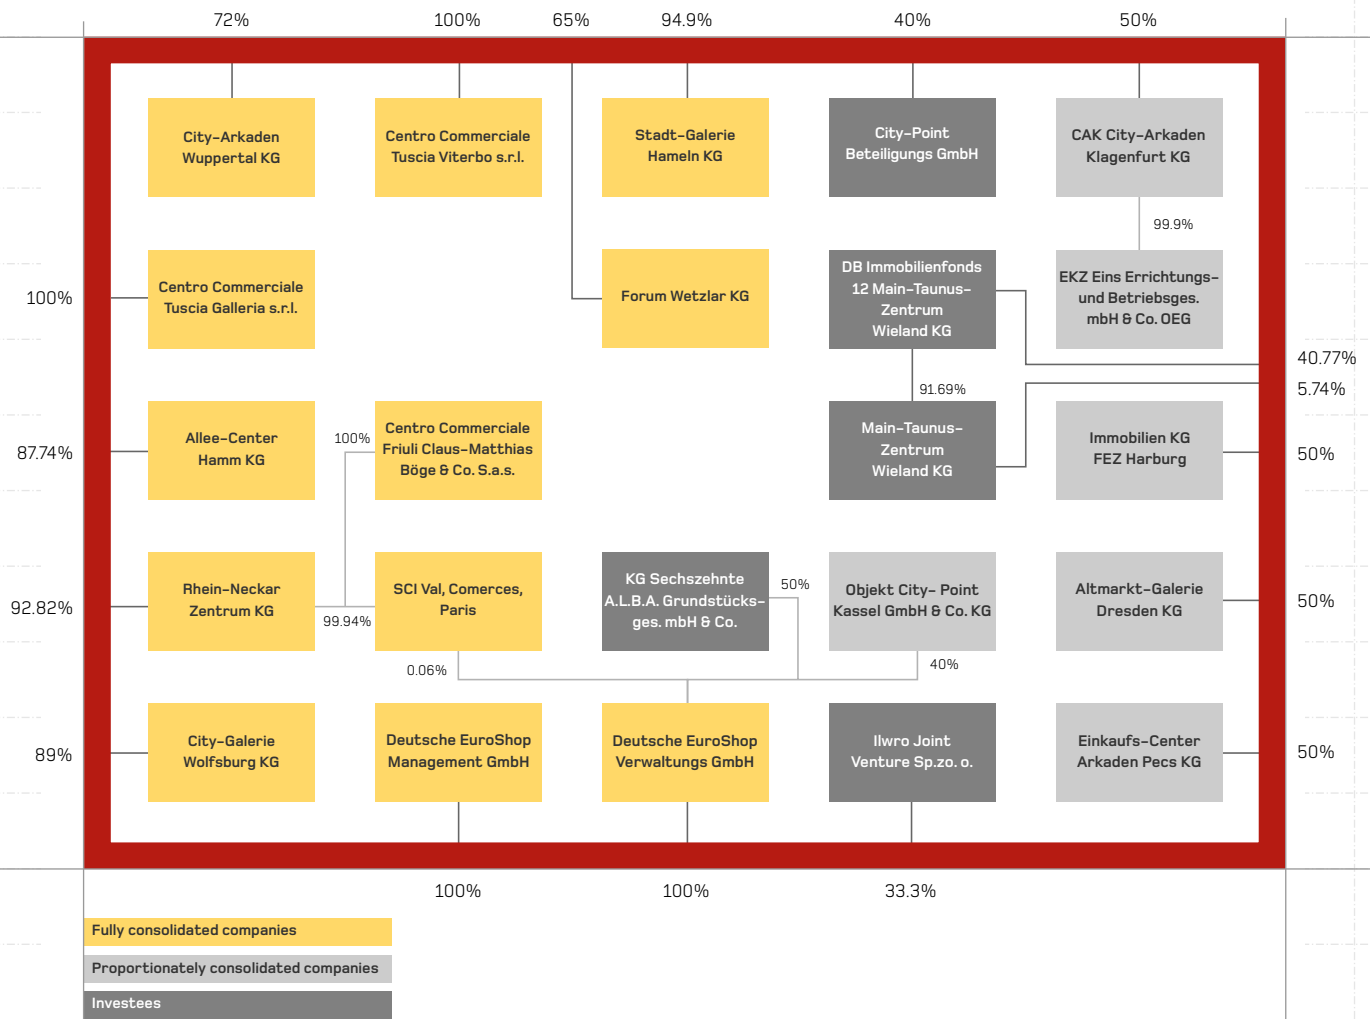 72%
100%
65%
94.9%
40%
50%
City-Arkaden
Wuppertal KG
Centro Commerciale
Tuscia Viterbo s.r.l.
Stadt-Galerie
Hameln KG
City-Point
Beteiligungs GmbH
CAK City-Arkaden
Klagenfurt KG
99.9%
100%
Centro Commerciale
Tuscia Galleria s.r.l.
Forum Wetzlar KG
DB Immobilienfonds
12 Main-Taunus-
Zentrum
Wieland KG
EKZ Eins Errichtungs-
und Betriebsges.
mbH & Co. OEG
40.77%
5.74%
91.69%
87.74%
Allee-Center
Hamm KG
100%
Centro Commerciale
Friuli Claus-Matthias
Böge & Co. S.a.s.
Main-Taunus-
Zentrum
Wieland KG
Immobilien KG
FEZ Harburg
50%
92.82%
Rhein-Neckar
Zentrum KG
99.94%
SCI Val, Comerces,
Paris
KG Sechszehnte
A.L.B.A. Grundstücks-
ges. mbH & Co.
50%
Objekt City- Point
Kassel GmbH & Co. KG
Altmarkt-Galerie
Dresden KG
50%
0.06%
40%
89%
City-Galerie
Wolfsburg KG
Deutsche EuroShop
Management GmbH
Deutsche EuroShop
Verwaltungs GmbH
Ilwro Joint
Venture Sp.zo. o.
Einkaufs-Center
Arkaden Pecs KG
50%
100%
100%
33.3%
Fully consolidated companies
Proportionately consolidated companies
Investees